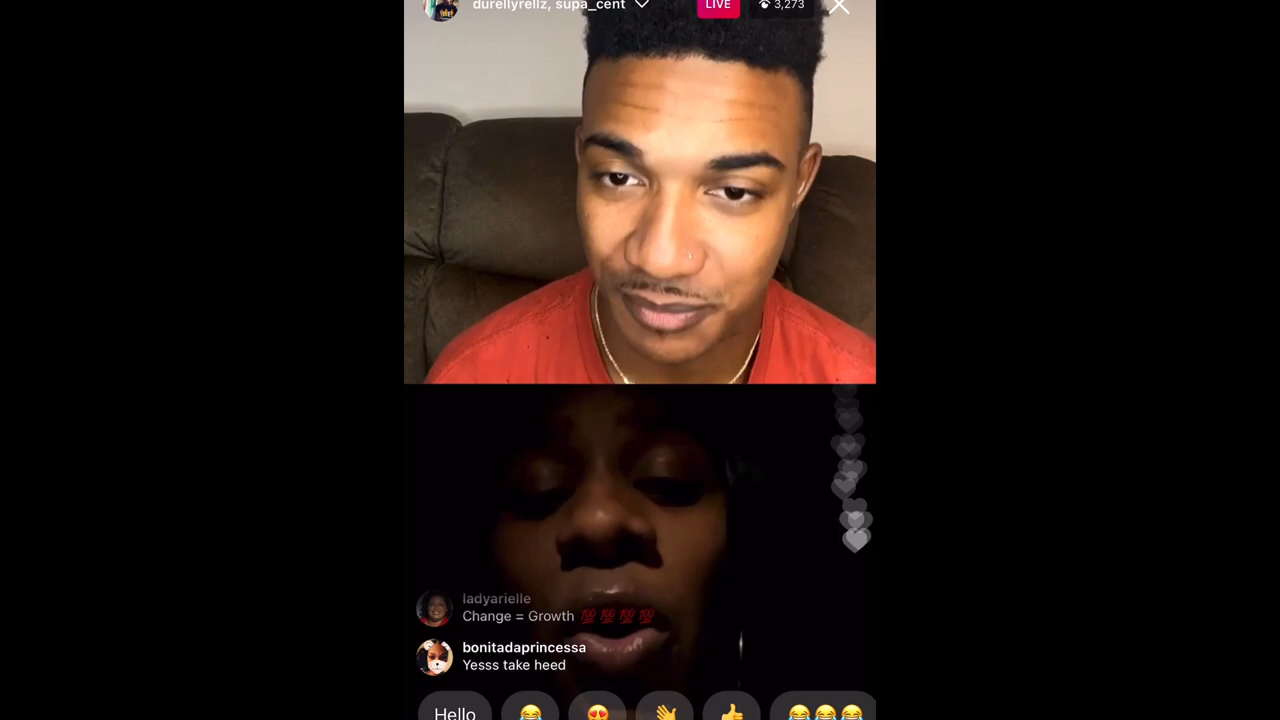 durellyrellz, supa_cent
LIVE
3,273
ladyarielle
Change = Growth 💯 💯 💯 💯
bonitadaprincessa
Yesss take heed
Hello 😂 😍 👋 👍 😂😂😂